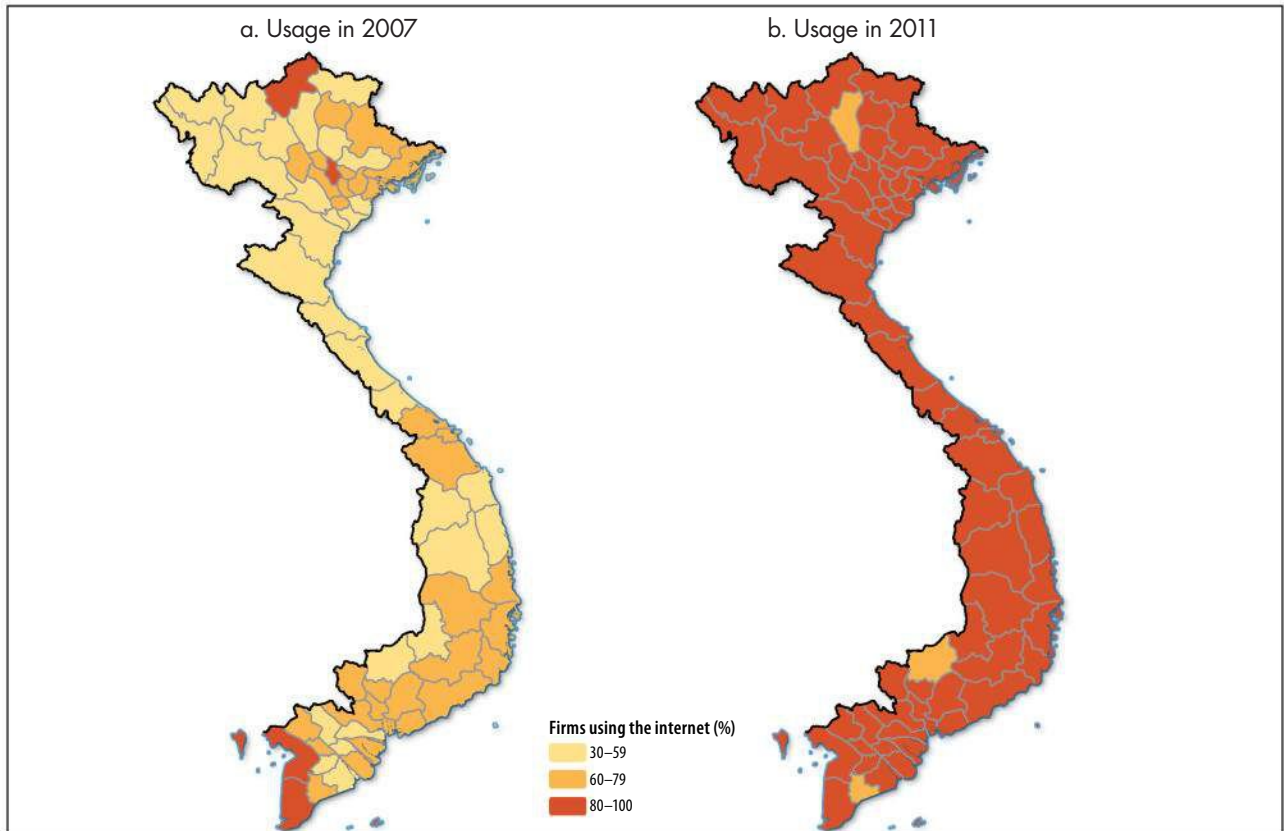 a. Usage in 2007
b. Usage in 2011
Firms using the internet (%)
30–59
60–79
80–100